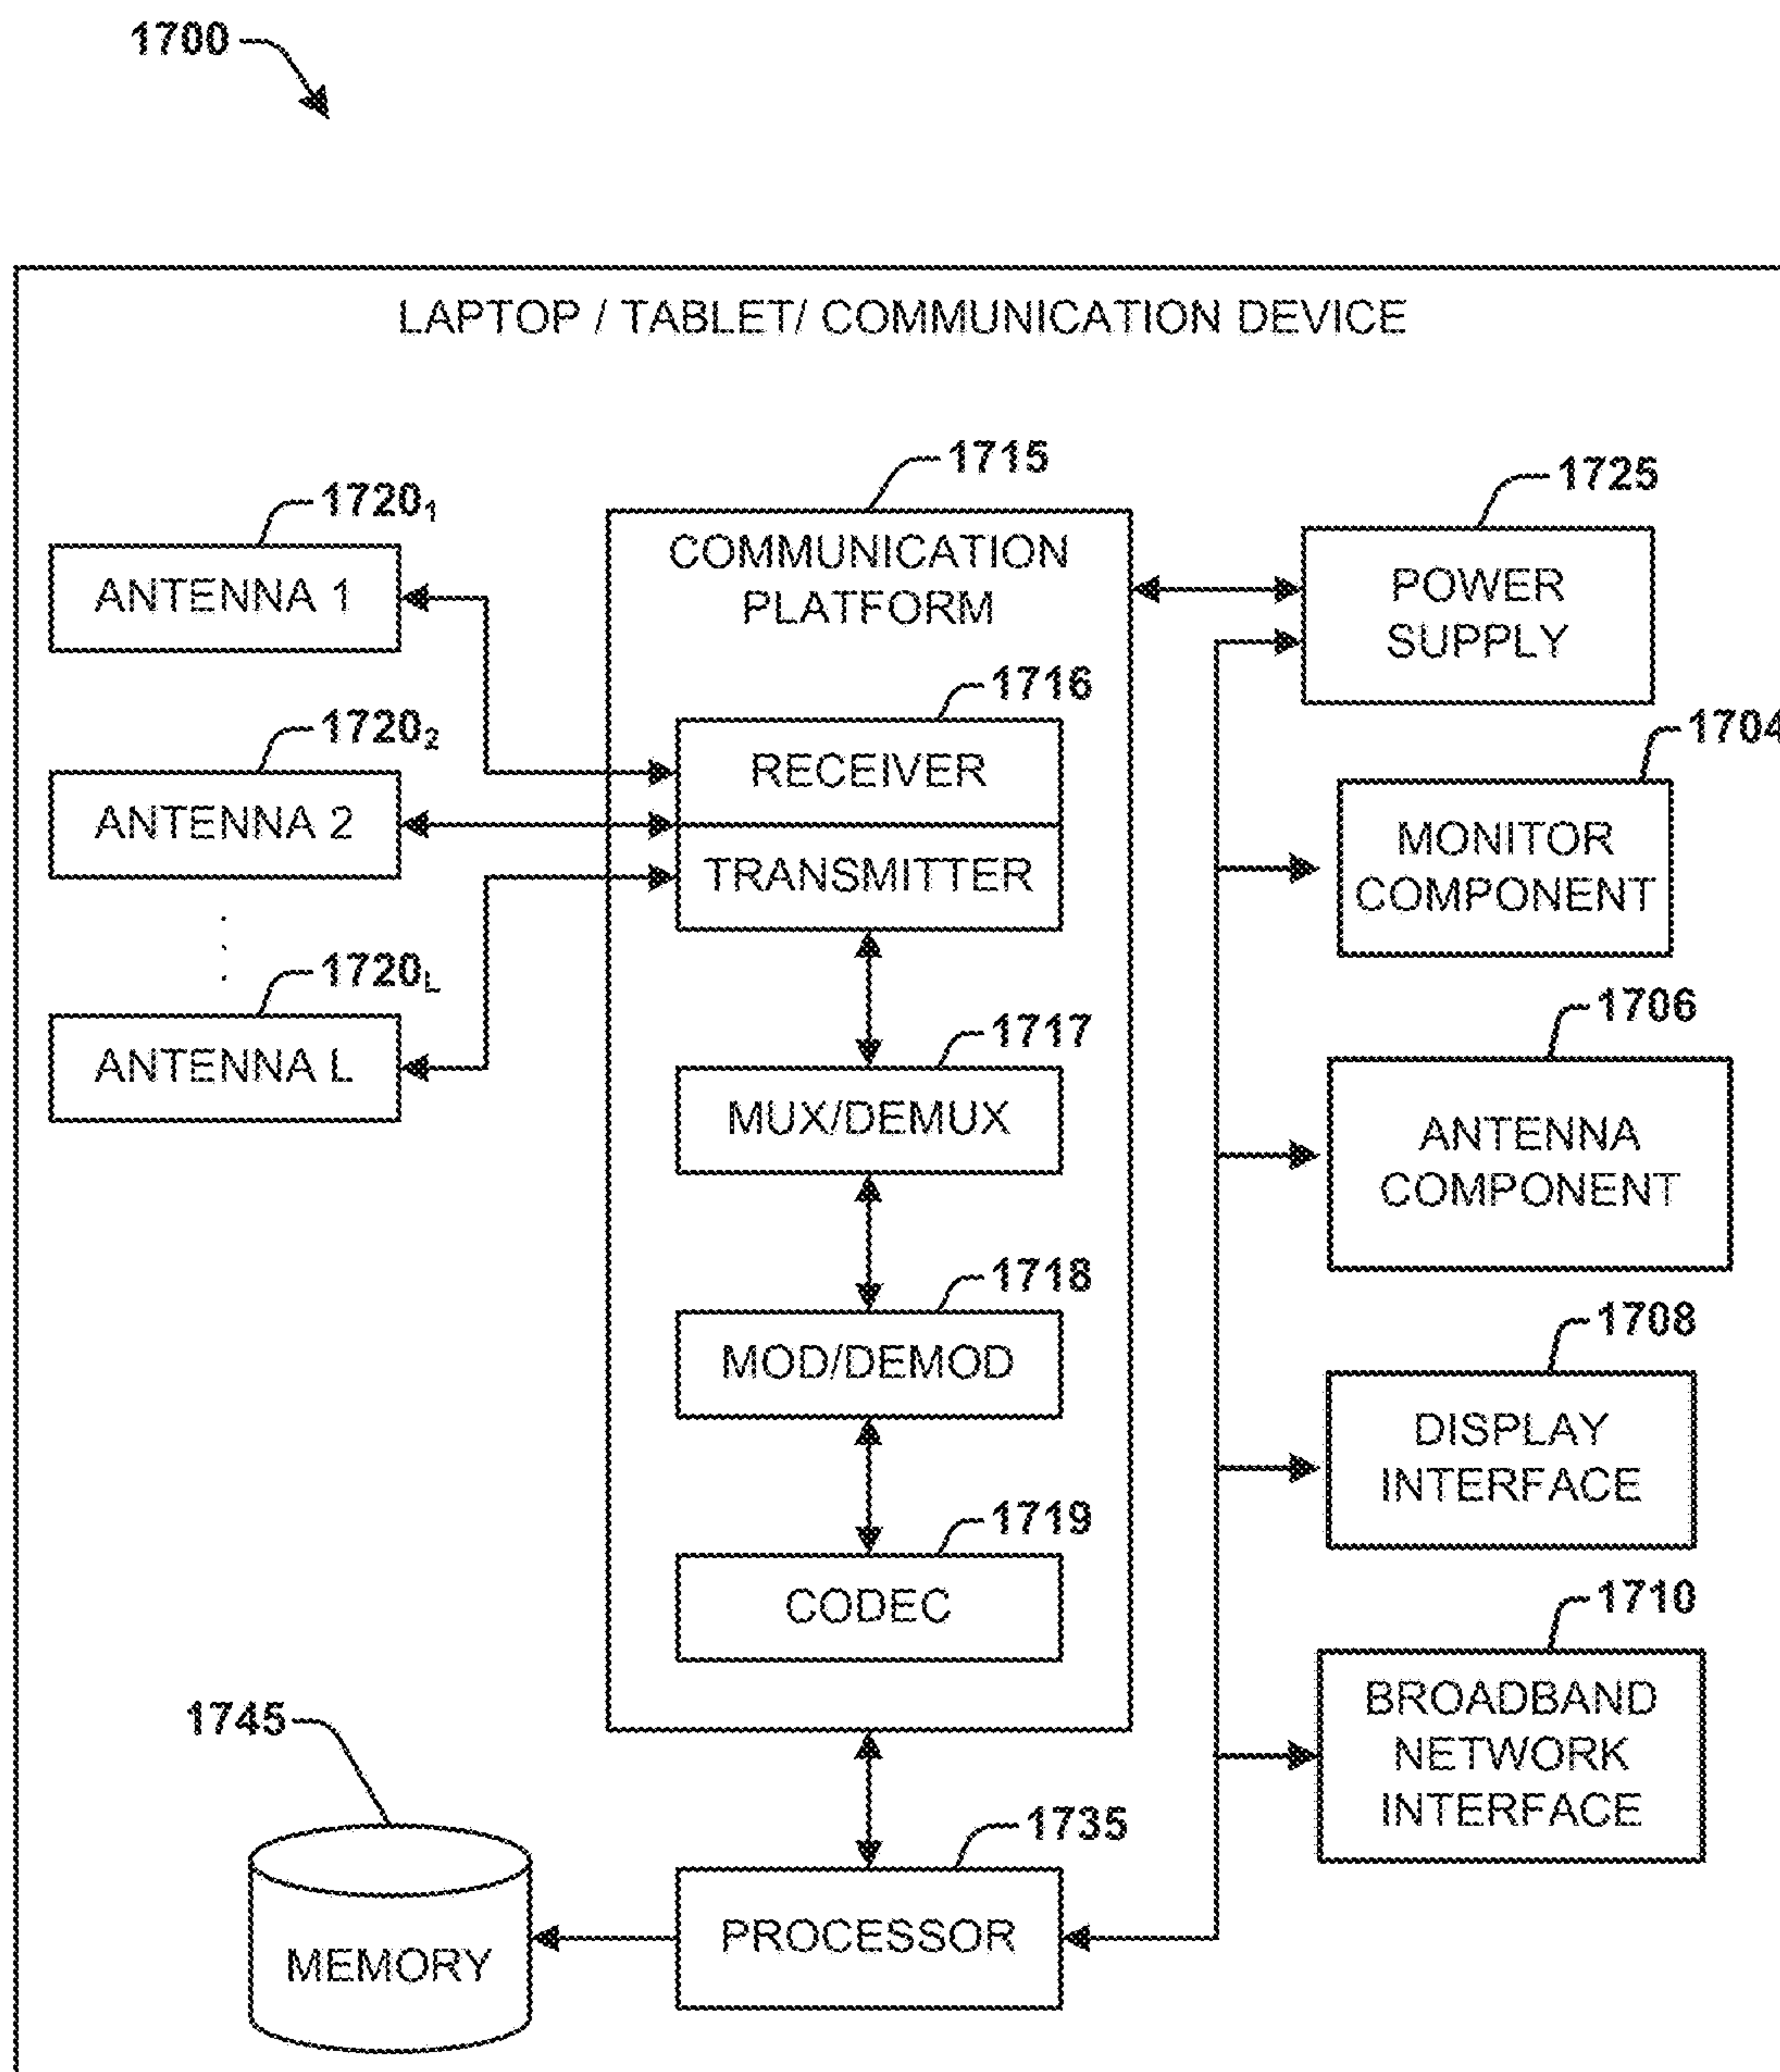 1700
LAPTOP / TABLET/ COMMUNICATION DEVICE
1720₁
ANTENNA 1
1720₂
ANTENNA 2
.
.
.
1720L
ANTENNA L
1715
COMMUNICATION
PLATFORM
1716
RECEIVER
TRANSMITTER
1717
MUX/DEMUX
1718
MOD/DEMOD
1719
CODEC
1725
POWER
SUPPLY
1704
MONITOR
COMPONENT
1706
ANTENNA
COMPONENT
1708
DISPLAY
INTERFACE
1710
BROADBAND
NETWORK
INTERFACE
1745
MEMORY
1735
PROCESSOR